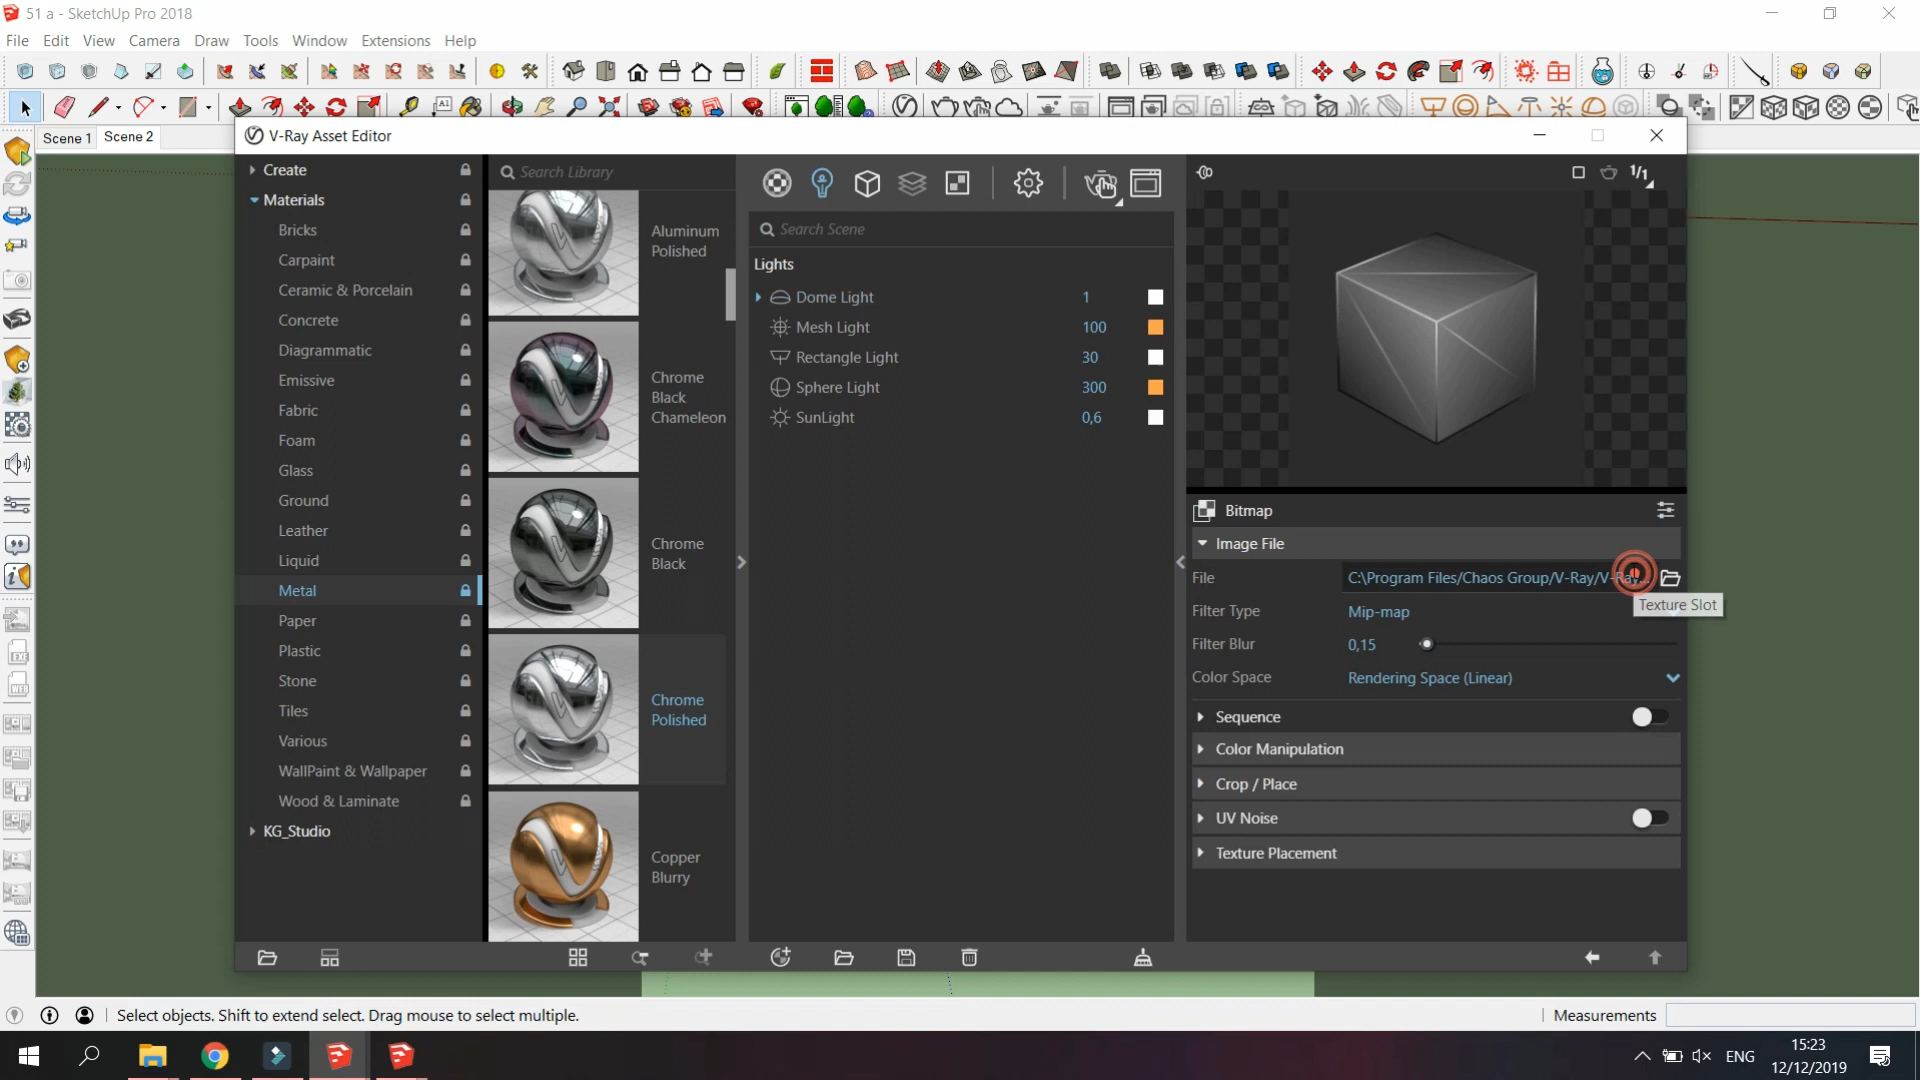 51 a - SketchUp Pro 2018
File Edit View Camera Draw Tools Window Extensions Help
A1
Scene 1 Scene 2
V-Ray Asset Editor
Create
Materials
Bricks
Carpaint
Ceramic & Porcelain
Concrete
Diagrammatic
Emissive
Fabric
Foam
Glass
Ground
Leather
Liquid
Metal
Paper
Plastic
Stone
Tiles
Various
WallPaint & Wallpaper
Wood & Laminate
KG_Studio
Search Library
Aluminum
Polished
Chrome
Black
Chameleon
Chrome
Black
Chrome
Polished
Copper
Blurry
Search Scene
Lights
Dome Light 1
Mesh Light 100
Rectangle Light 30
Sphere Light 300
SunLight 0,6
1/1
Bitmap
Image File
File C:\Program Files/Chaos Group/V-Ray/V-Ray...
Texture Slot
Filter Type Mip-map
Filter Blur 0,15
Color Space Rendering Space (Linear)
Sequence
Color Manipulation
Crop / Place
UV Noise
Texture Placement
EXE
WEB
Select objects. Shift to extend select. Drag mouse to select multiple.
Measurements
ENG
15:23
12/12/2019